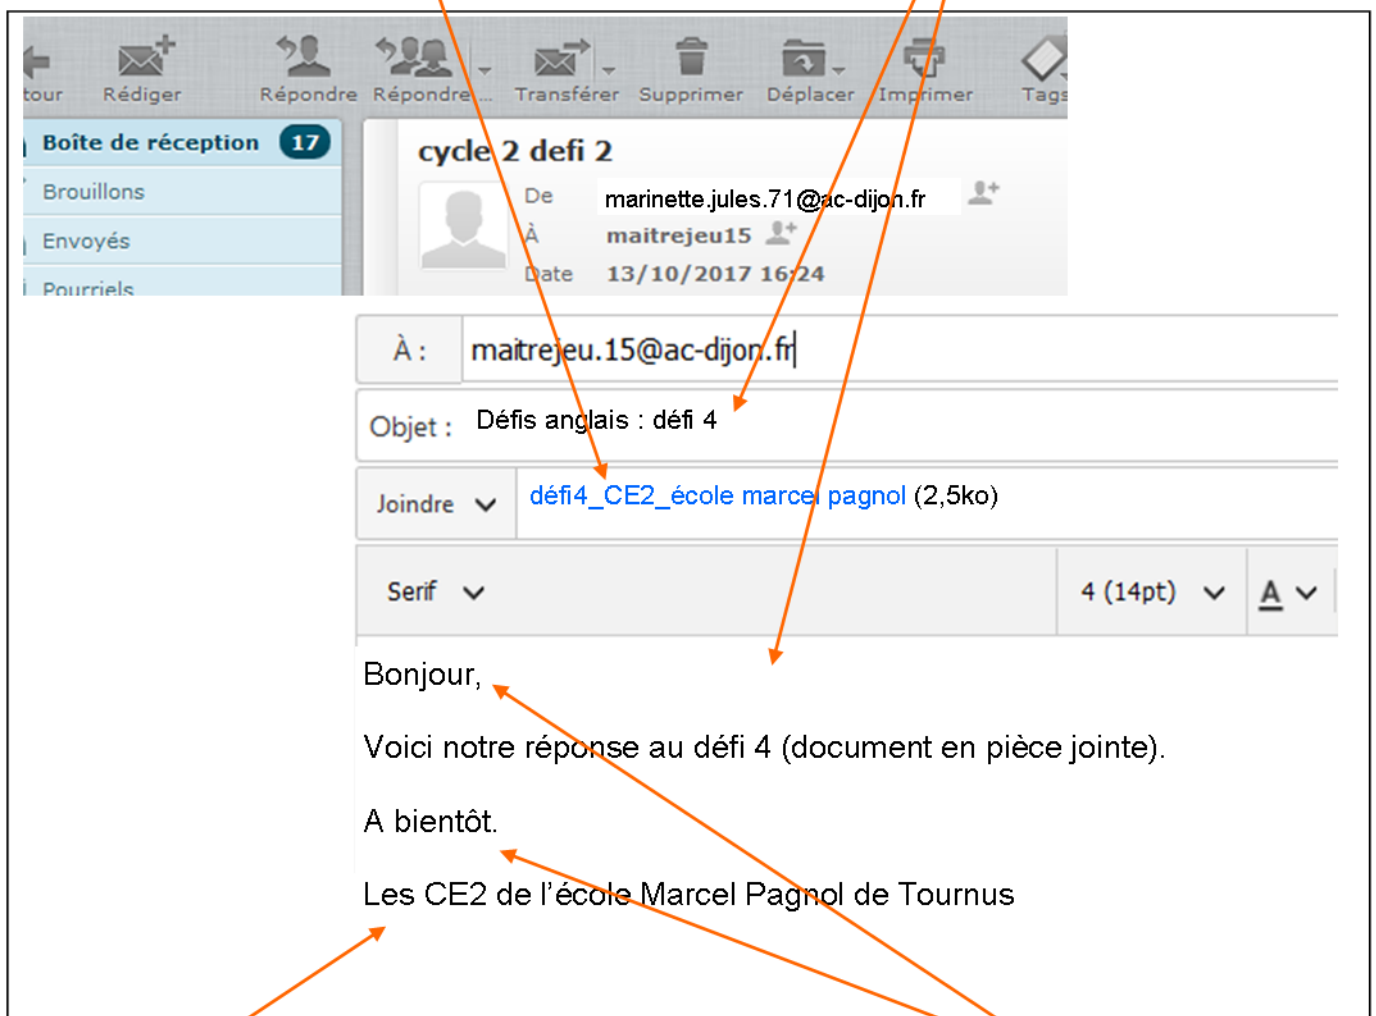 tour Rédiger Répondre Répondre ... Transférer Supprimer Déplacer Imprimer Tags
Boîte de réception 17
Brouillons
Envoyés
Pourriels
cycle 2 defi 2
De marinette.jules.71@ac-dijon.fr
À maitrejeu15
Date 13/10/2017 16:24
À : maitrejeu.15@ac-dijon.fr
Objet : Défis anglais : défi 4
Joindre défi4_CE2_école marcel pagnol (2,5ko)
Serif 4 (14pt) A
Bonjour,
Voici notre réponse au défi 4 (document en pièce jointe).
A bientôt.
Les CE2 de l'école Marcel Pagnol de Tournus